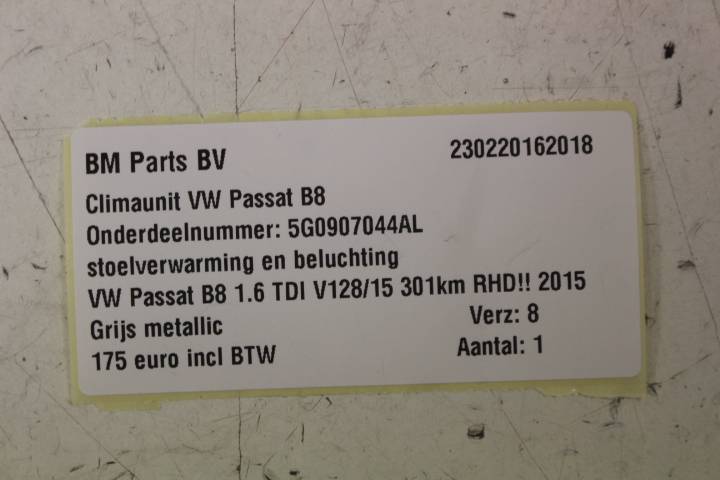 BM Parts BV 230220162018
Climaunit VW Passat B8
Onderdeelnummer: 5G0907044AL
stoelverwarming en beluchting
VW Passat B8 1.6 TDI V128/15 301km RHD!! 2015
Grijs metallic Verz: 8
175 euro incl BTW Aantal: 1